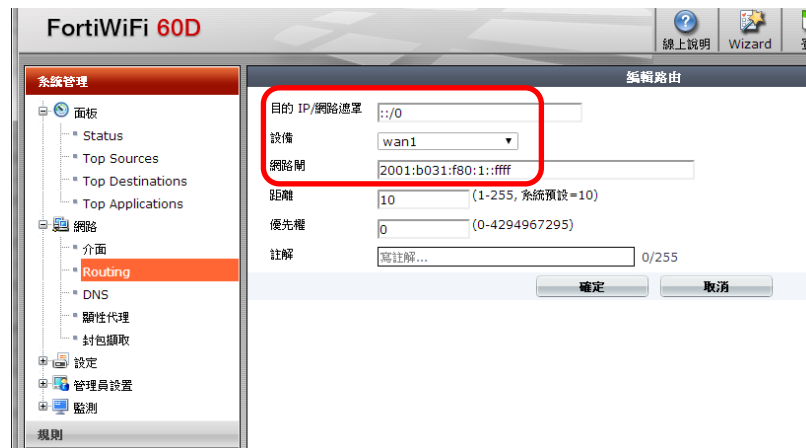 FortiWiFi 60D
線上說明
Wizard
系統管理
編輯路由
面板
Status
Top Sources
Top Destinations
Top Applications
網路
介面
Routing
DNS
顯性代理
封包擷取
設定
管理員設置
監測
規則
目的 IP/網路遮罩 ::/0
設備 wan1
網路閘 2001:b031:f80:1::ffff
距離 10 (1-255, 系統預設=10)
優先權 0 (0-4294967295)
註解 寫註解... 0/255
確定 取消